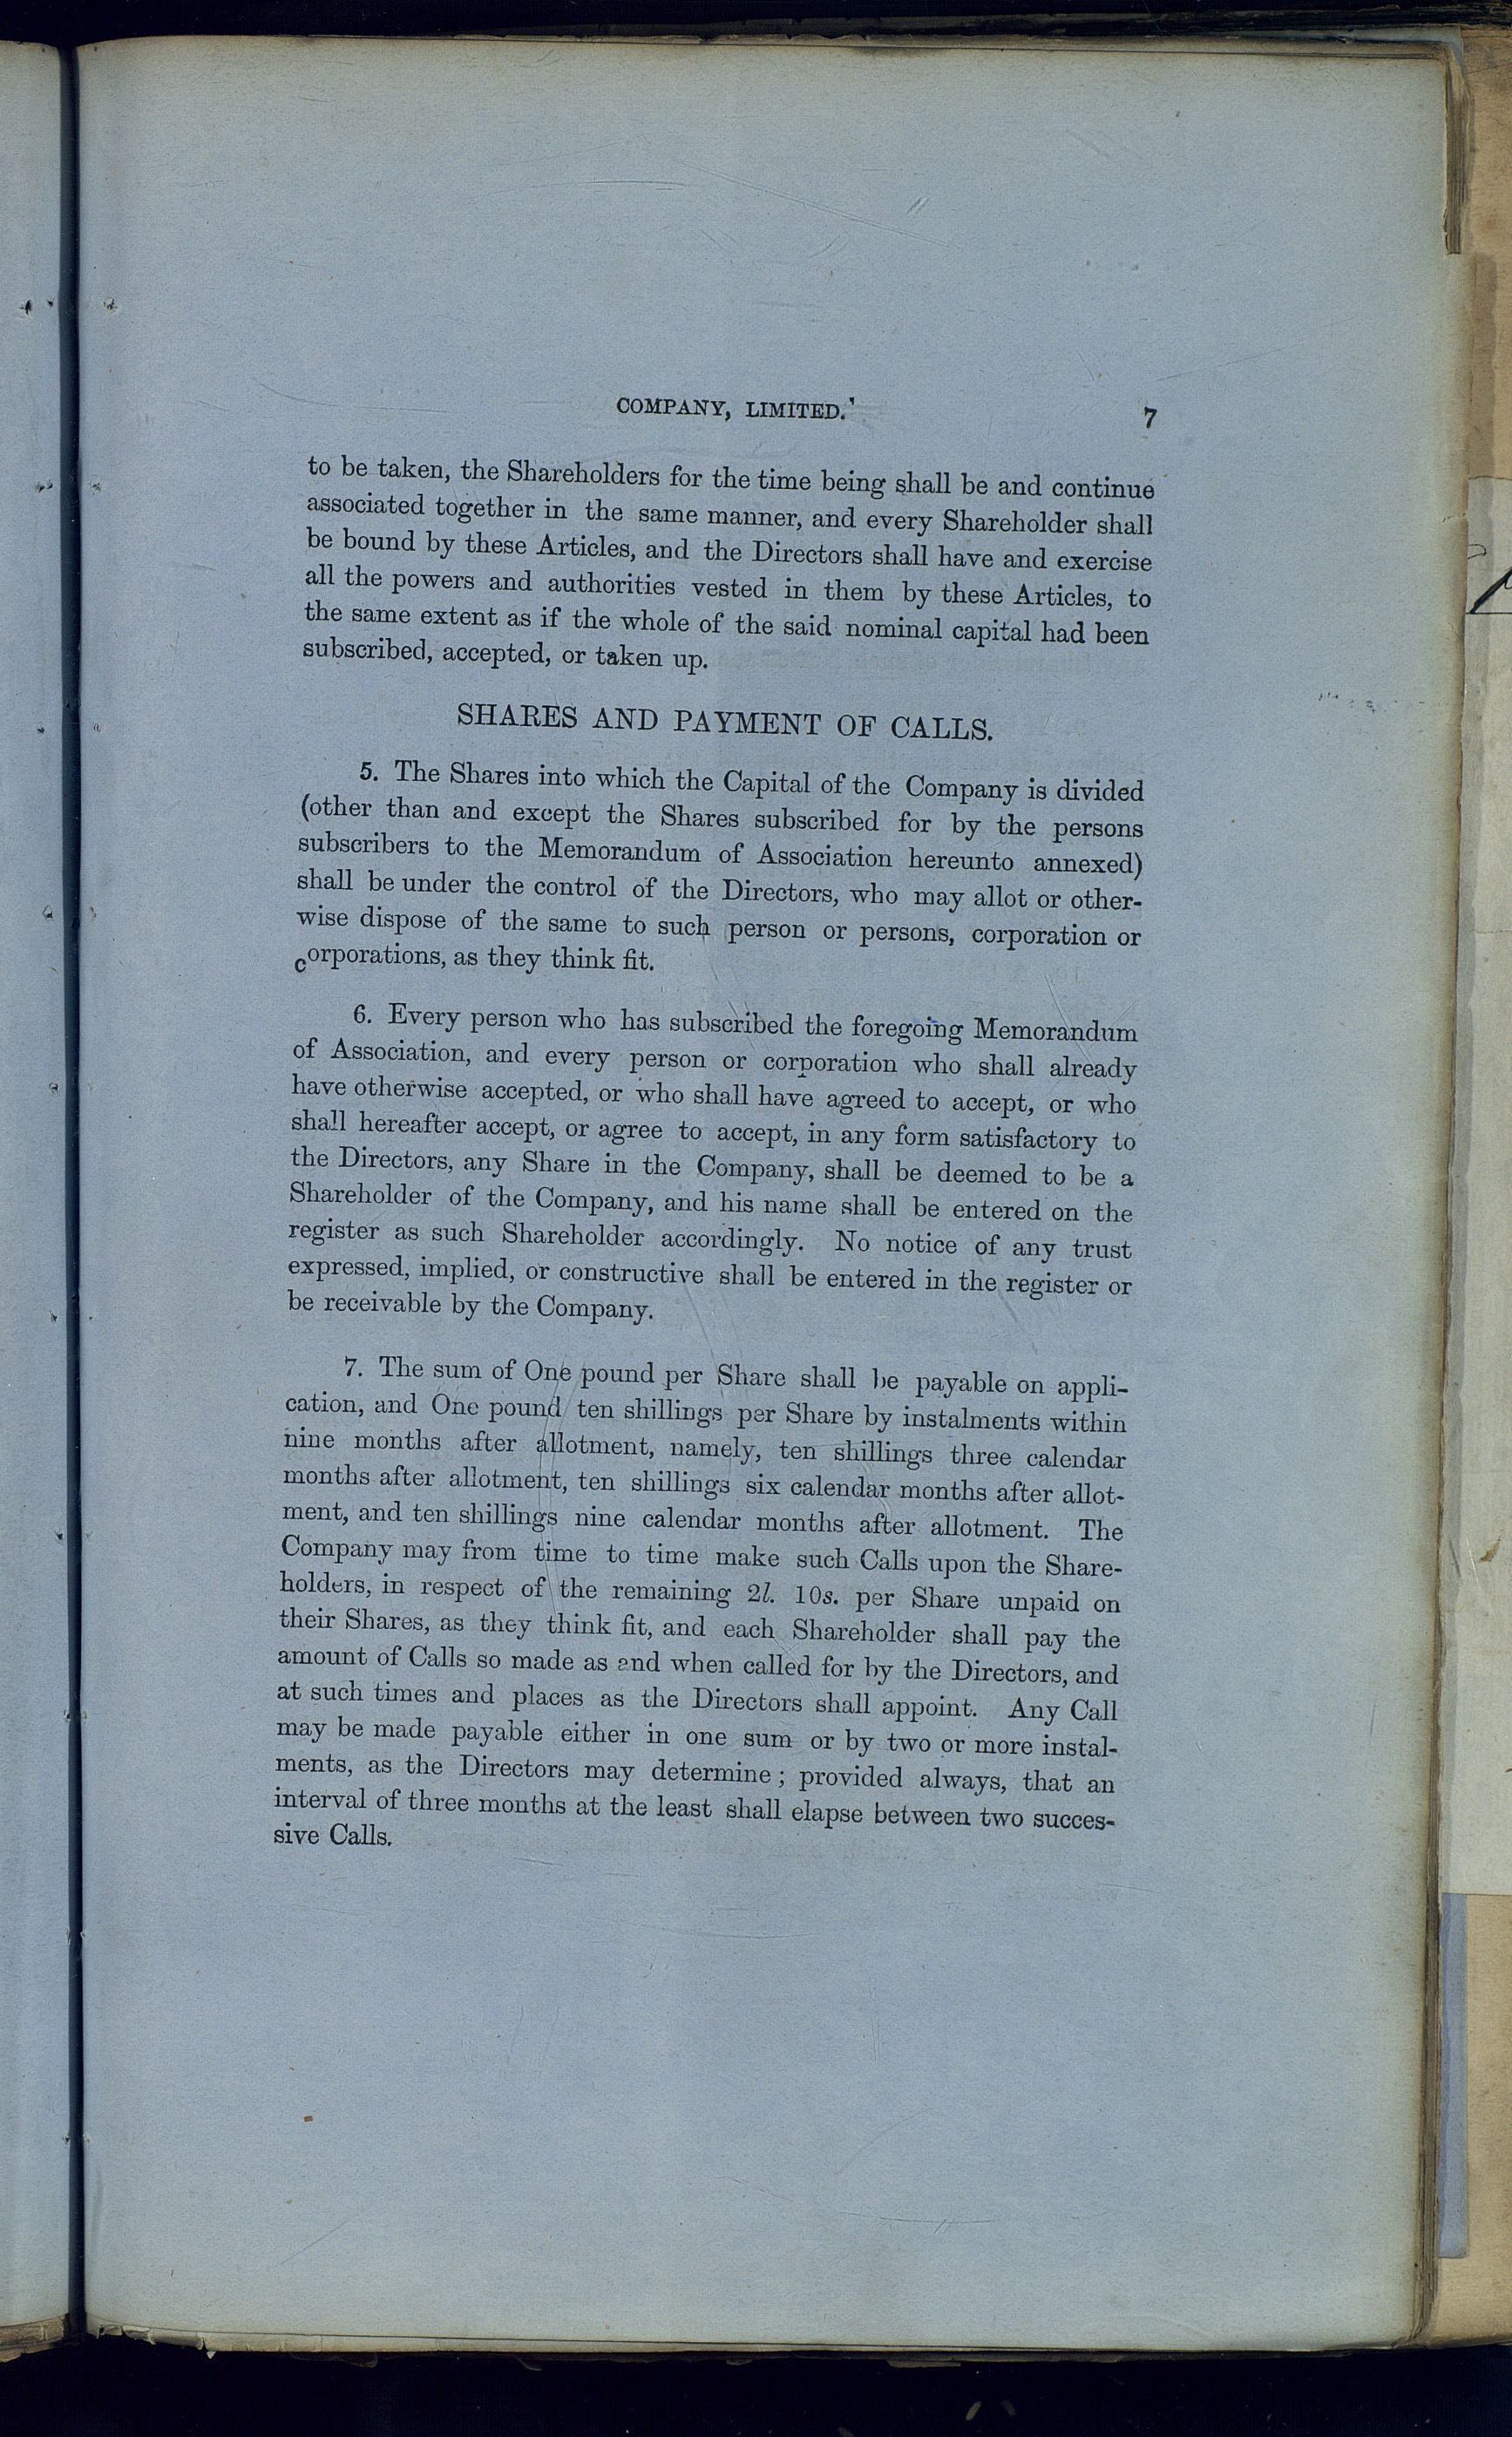 COMPANY, LIMITED.'
7
to be taken, the Shareholders for the time being shall be and continue
associated together in the same manner, and every Shareholder shall
be bound by these Articles, and the Directors shall have and exercise
all the powers and authorities vested in them by these Articles, to
the same extent as if the whole of the said nominal capital had been
subscribed, accepted, or taken up.
SHARES AND PAYMENT OF CALLS.
5. The Shares into which the Capital of the Company is divided
(other than and except the Shares subscribed for by the persons
subscribers to the Memorandum of Association hereunto annexed)
shall be under the control of the Directors, who may allot or other-
wise dispose of the same to such person or persons, corporation or
corporations, as they think fit.
6. Every person who has subscribed the foregoing Memorandum
of Association, and every person or corporation who shall already
have otherwise accepted, or who shall have agreed to accept, or who
shall hereafter accept, or agree to accept, in any form satisfactory to
the Directors, any Share in the Company, shall be deemed to be a
Shareholder of the Company, and his name shall be entered on the
register as such Shareholder accordingly. No notice of any trust
expressed, implied, or constructive shall be entered in the register or
be receivable by the Company.
7. The sum of One pound per Share shall be payable on appli-
cation, and One pound ten shillings per Share by instalments within
nine months after allotment, namely, ten shillings three calendar
months after allotment, ten shillings six calendar months after allot-
ment, and ten shillings nine calendar months after allotment. The
Company may from time to time make such Calls upon the Share-
holders, in respect of the remaining 2l. 10s. per Share unpaid on
their Shares, as they think fit, and each Shareholder shall pay the
amount of Calls so made as and when called for by the Directors, and
at such times and places as the Directors shall appoint. Any Call
may be made payable either in one sum or by two or more instal-
ments, as the Directors may determine; provided always, that an
interval of three months at the least shall elapse between two succes-
sive Calls.